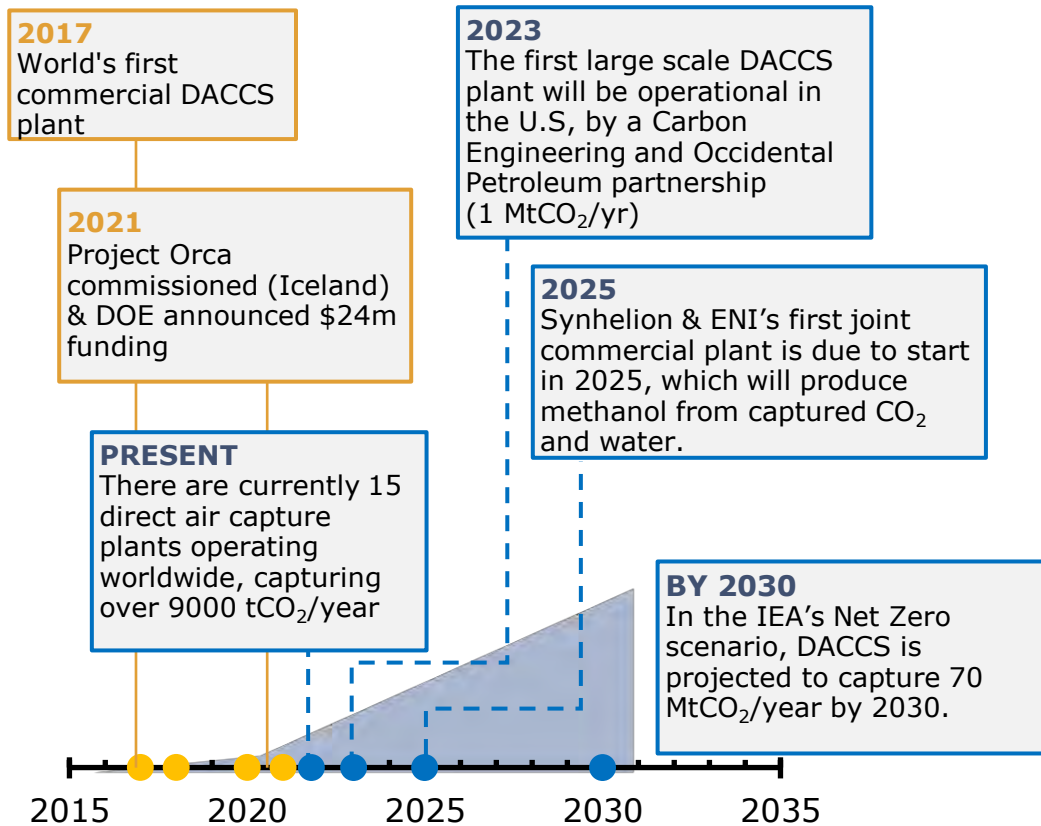 2017
World's first
commercial DACCS
plant
2021
Project Orca
commissioned (Iceland)
& DOE announced $24m
funding
PRESENT
There are currently 15
direct air capture
plants operating
worldwide, capturing
over 9000 tCO₂/year
2023
The first large scale DACCS
plant will be operational in
the U.S, by a Carbon
Engineering and Occidental
Petroleum partnership
(1 MtCO₂/yr)
2025
Synhelion & ENI’s first joint
commercial plant is due to start
in 2025, which will produce
methanol from captured CO₂
and water.
BY 2030
In the IEA’s Net Zero
scenario, DACCS is
projected to capture 70
MtCO₂/year by 2030.
2015 2020 2025 2030 2035